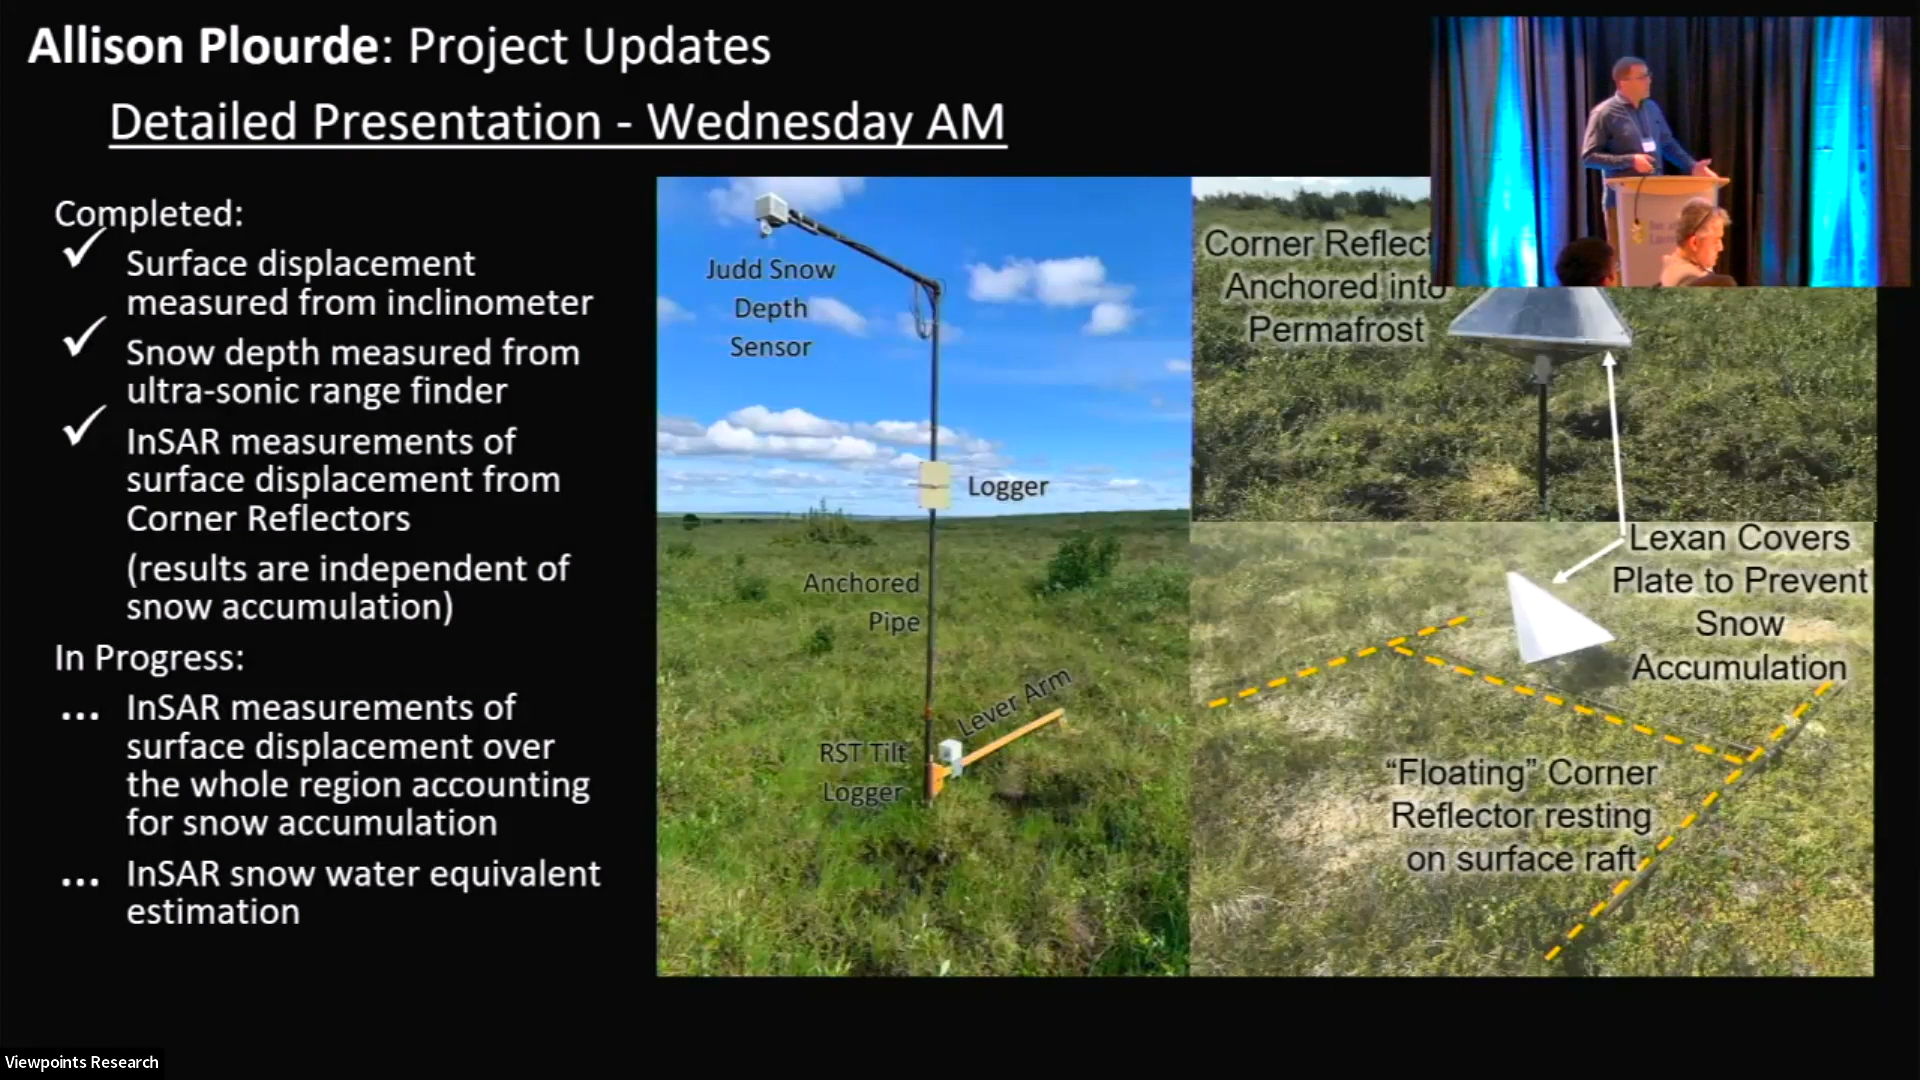 Allison Plourde: Project Updates
Detailed Presentation - Wednesday AM
Completed:
Surface displacement
measured from inclinometer
Snow depth measured from
ultra-sonic range finder
InSAR measurements of
surface displacement from
Corner Reflectors
(results are independent of
snow accumulation)
In Progress:
... InSAR measurements of
surface displacement over
the whole region accounting
for snow accumulation
... InSAR snow water equivalent
estimation
Judd Snow
Depth
Sensor
Logger
Anchored
Pipe
Lever Arm
RST Tilt
Logger
Corner Reflect
Anchored into
Permafrost
Lexan Covers
Plate to Prevent
Snow
Accumulation
“Floating” Corner
Reflector resting
on surface raft
Viewpoints Research